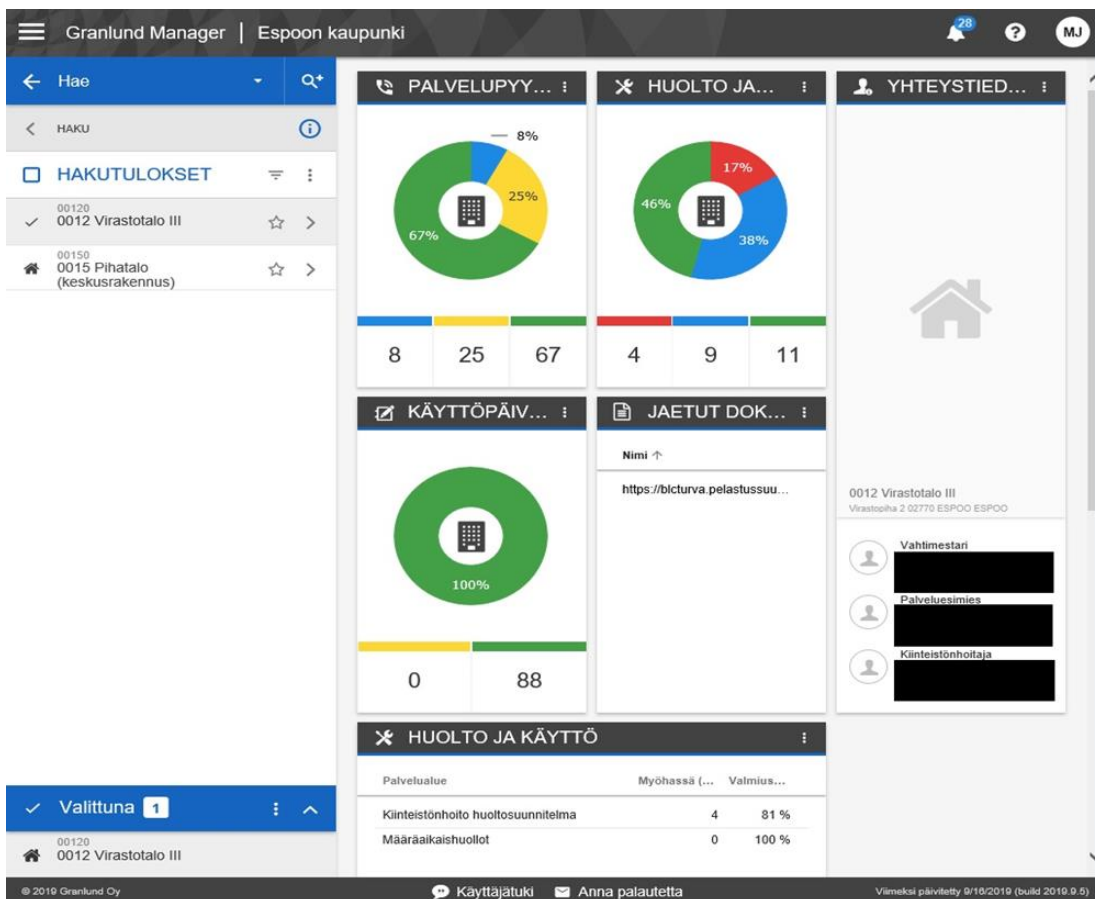 Granlund Manager | Espoon kaupunki
28
?
MJ
Hae
HAKU
HAKUTULOKSET
00120
0012 Virastotalo III
00150
0015 Pihatalo
(keskusrakennus)
Valittuna 1
00120
0012 Virastotalo III
PALVELUPYY...
8%
25%
67%
8 25 67
HUOLTO JA...
17%
46%
38%
4 9 11
YHTEYSTIED...
0012 Virastotalo III
Virastopiha 2 02770 ESPOO ESPOO
Vahtimestari
Palveluesimies
Kiinteistönhoitaja
KÄYTTÖPÄIV...
100%
0 88
JAETUT DOK...
Nimi ↑
https://blcturva.pelastussuu...
HUOLTO JA KÄYTTÖ
Palvelualue Myöhassä (... Valmius...
Kiinteistönhoito huoltosuunnitelma 4 81 %
Määräaikaishuollot 0 100 %
© 2019 Granlund Oy
Käyttäjätuki
Anna palautetta
Viimeksi päivitetty 9/16/2019 (build 2019.9.5)